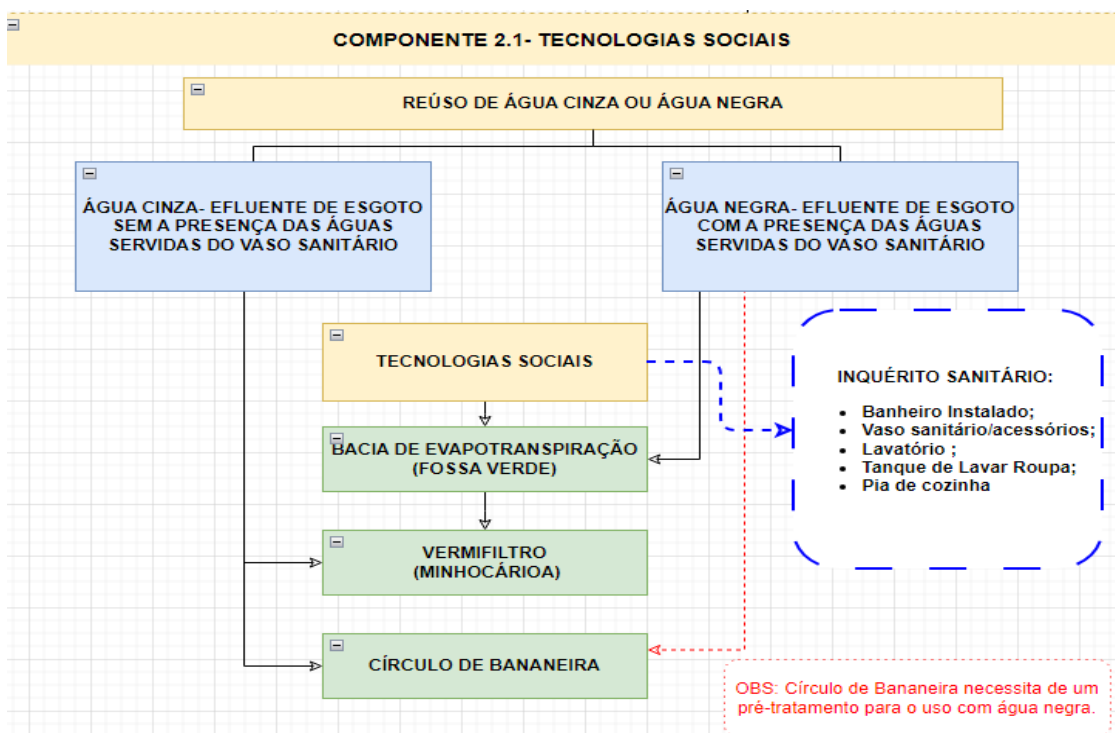 COMPONENTE 2.1- TECNOLOGIAS SOCIAIS
REÚSO DE ÁGUA CINZA OU ÁGUA NEGRA
ÁGUA CINZA- EFLUENTE DE ESGOTO
SEM A PRESENÇA DAS ÁGUAS
SERVIDAS DO VASO SANITÁRIO
ÁGUA NEGRA- EFLUENTE DE ESGOTO
COM A PRESENÇA DAS ÁGUAS
SERVIDAS DO VASO SANITÁRIO
TECNOLOGIAS SOCIAIS
INQUÉRITO SANITÁRIO:
• Banheiro Instalado;
• Vaso sanitário/acessórios;
• Lavatório ;
• Tanque de Lavar Roupa;
• Pia de cozinha
BACIA DE EVAPOTRANSPIRAÇÃO
(FOSSA VERDE)
VERMIFILTRO
(MINHOCÁRIOA)
CÍRCULO DE BANANEIRA
OBS: Círculo de Bananeira necessita de um
pré-tratamento para o uso com água negra.